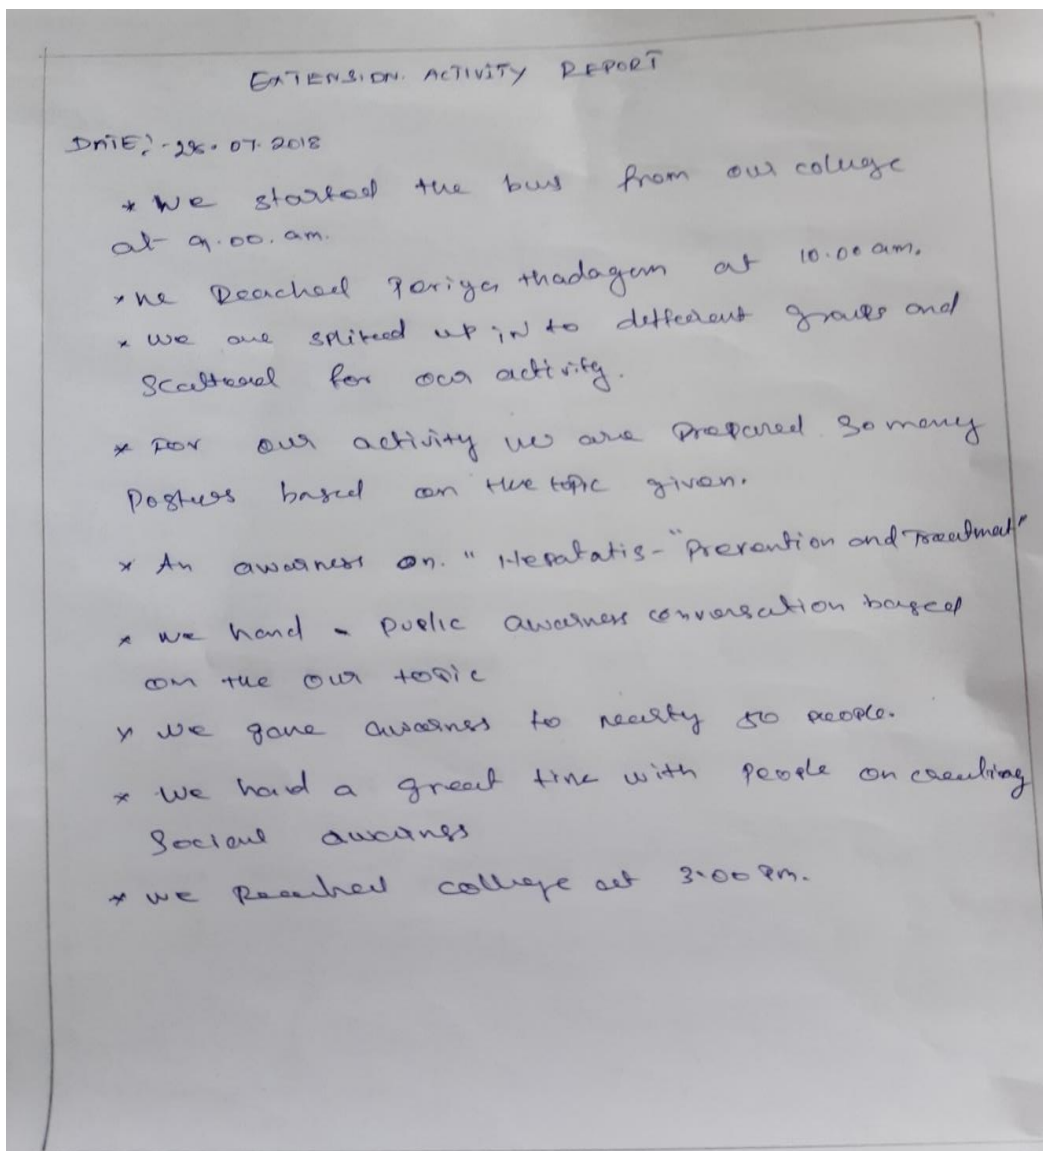 EXTENSION ACTIVITY REPORT
DATE:-28.07.2018
* We started the bus from our college
at 9.00.am.
* we Reached Periya thadagam at 10.00 am.
* we are splited up in to different groups and
Scattered for our activity.
* For our activity we are Prepared So many
Posters based on the topic given.
* An awarness on. "Hepatatis-"Prevention and Treatment"
* we hand - Public awarness conversation based
on the our topic
* we gave awarness to nearly 50 people.
* we had a great time with people on creating
Social awarness
* we Reached college at 3.00 Pm.